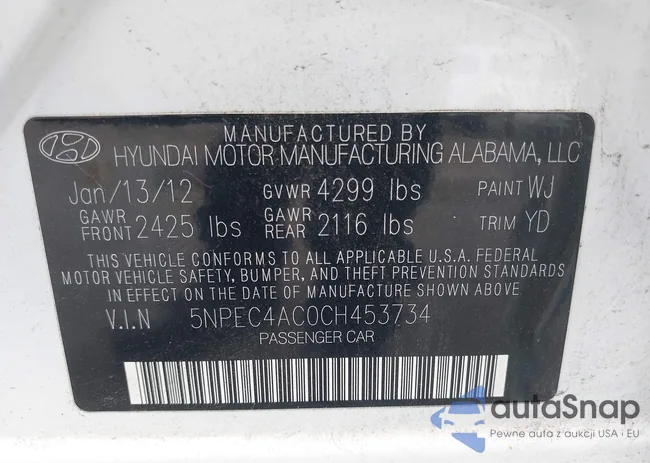 MANUFACTURED BY
HYUNDAI MOTOR MANUFACTURING ALABAMA, LLC
Jan/13/12 GVWR 4299 lbs PAINT WJ
GAWR FRONT 2425 lbs GAWR REAR 2116 lbs TRIM YD
THIS VEHICLE CONFORMS TO ALL APPLICABLE U.S.A. FEDERAL
MOTOR VEHICLE SAFETY, BUMPER, AND THEFT PREVENTION STANDARDS
IN EFFECT ON THE DATE OF MANUFACTURE SHOWN ABOVE.
V.I.N 5NPEC4AC0CH453734
PASSENGER CAR
autaSnap
Pewne auta z aukcji USA i EU